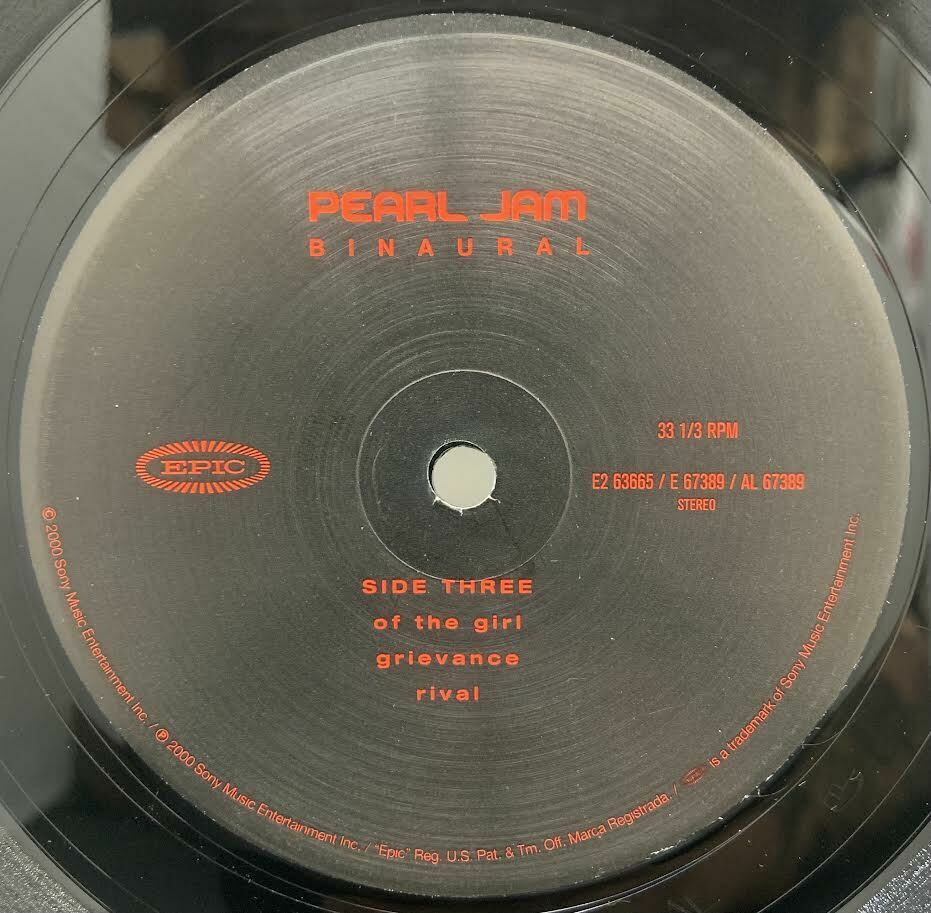 PEARL JAM
BINAURAL
EPIC
33 1/3 RPM
E2 63665 / E 67389 / AL 67389
STEREO
SIDE THREE
of the girl
grievance
rival
© 2000 Sony Music Entertainment Inc. / ℗ 2000 Sony Music Entertainment Inc. / "Epic" Reg. U.S. Pat. & Tm. Off. Marca Registrada. / EPIC is a trademark of Sony Music Entertainment Inc.